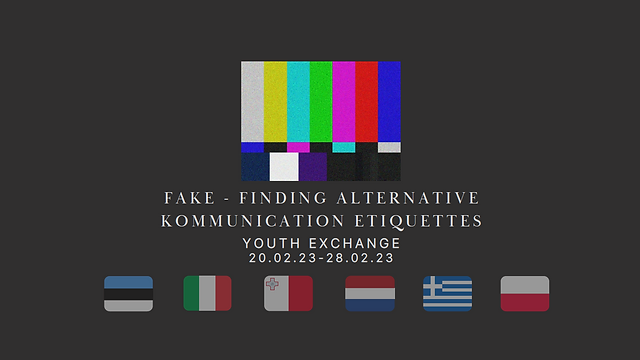 FAKE - FINDING ALTERNATIVE
KOMMUNICATION ETIQUETTES
YOUTH EXCHANGE
20.02.23-28.02.23